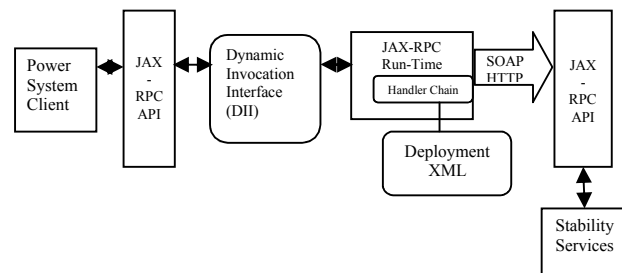 Power
System
Client
JAX
-
RPC
API
Dynamic
Invocation
Interface
(DII)
JAX-RPC
Run-Time
Handler Chain
Deployment
XML
SOAP
HTTP
JAX
-
RPC
API
Stability
Services